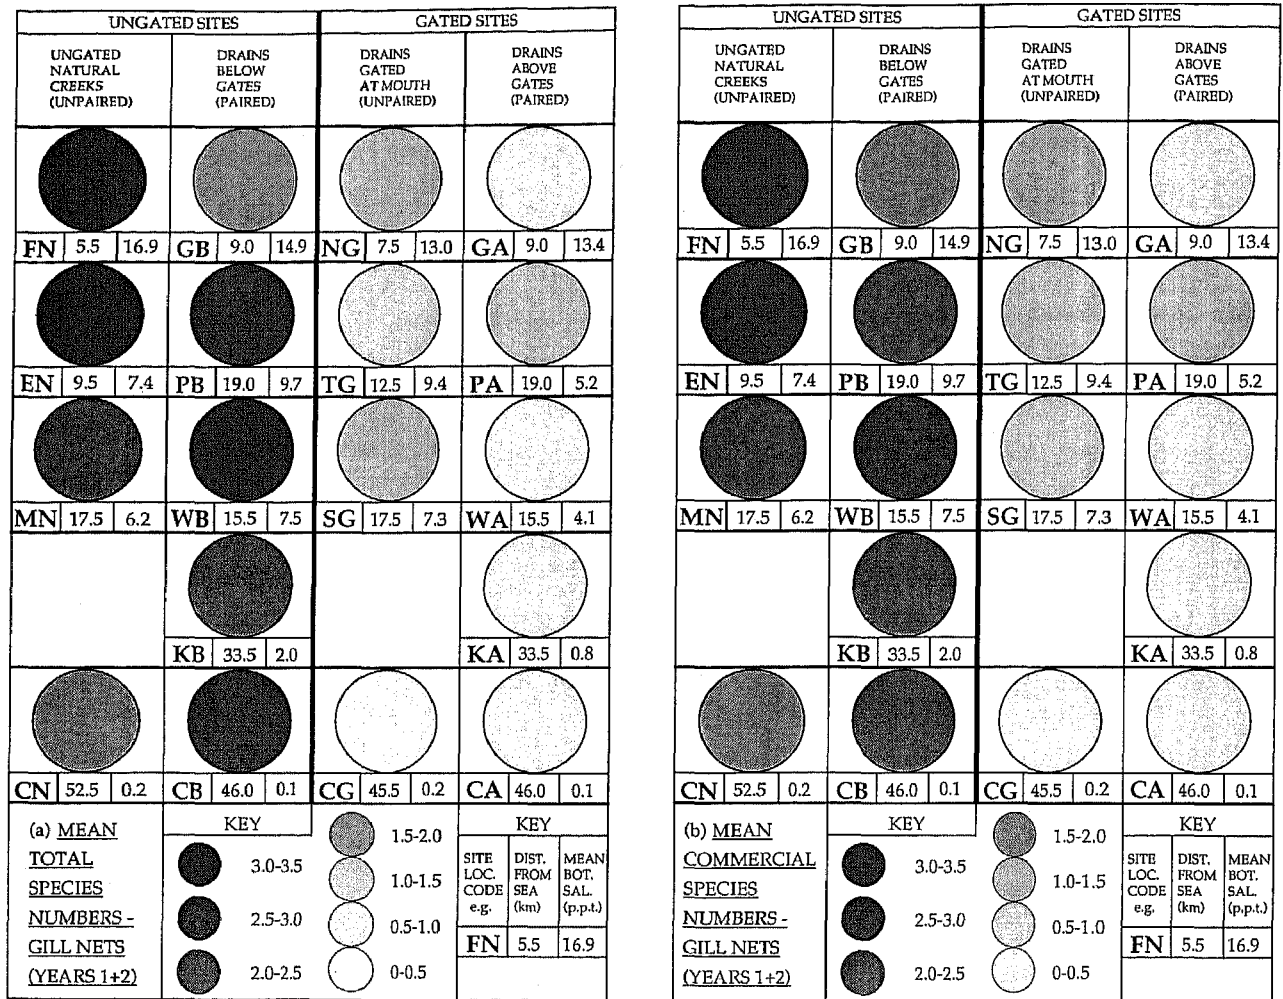 UNGATED SITES
GATED SITES
UNGATED
NATURAL
CREEKS
(UNPAIRED)
DRAINS
BELOW
GATES
(PAIRED)
DRAINS
GATED
AT MOUTH
(UNPAIRED)
DRAINS
ABOVE
GATES
(PAIRED)
FN 5.5 16.9 GB 9.0 14.9 NG 7.5 13.0 GA 9.0 13.4
EN 9.5 7.4 PB 19.0 9.7 TG 12.5 9.4 PA 19.0 5.2
MN 17.5 6.2 WB 15.5 7.5 SG 17.5 7.3 WA 15.5 4.1
KB 33.5 2.0 KA 33.5 0.8
CN 52.5 0.2 CB 46.0 0.1 CG 45.5 0.2 CA 46.0 0.1
(a) MEAN
TOTAL
SPECIES
NUMBERS -
GILL NETS
(YEARS 1+2)
KEY
3.0-3.5
2.5-3.0
2.0-2.5
1.5-2.0
1.0-1.5
0.5-1.0
0-0.5
KEY
SITE
LOC.
CODE
e.g.
DIST.
FROM
SEA
(km)
MEAN
BOT.
SAL.
(p.p.t.)
FN 5.5 16.9
UNGATED SITES
GATED SITES
UNGATED
NATURAL
CREEKS
(UNPAIRED)
DRAINS
BELOW
GATES
(PAIRED)
DRAINS
GATED
AT MOUTH
(UNPAIRED)
DRAINS
ABOVE
GATES
(PAIRED)
FN 5.5 16.9 GB 9.0 14.9 NG 7.5 13.0 GA 9.0 13.4
EN 9.5 7.4 PB 19.0 9.7 TG 12.5 9.4 PA 19.0 5.2
MN 17.5 6.2 WB 15.5 7.5 SG 17.5 7.3 WA 15.5 4.1
KB 33.5 2.0 KA 33.5 0.8
CN 52.5 0.2 CB 46.0 0.1 CG 45.5 0.2 CA 46.0 0.1
(b) MEAN
COMMERCIAL
SPECIES
NUMBERS -
GILL NETS
(YEARS 1+2)
KEY
3.0-3.5
2.5-3.0
2.0-2.5
1.5-2.0
1.0-1.5
0.5-1.0
0-0.5
KEY
SITE
LOC.
CODE
e.g.
DIST.
FROM
SEA
(km)
MEAN
BOT.
SAL.
(p.p.t.)
FN 5.5 16.9